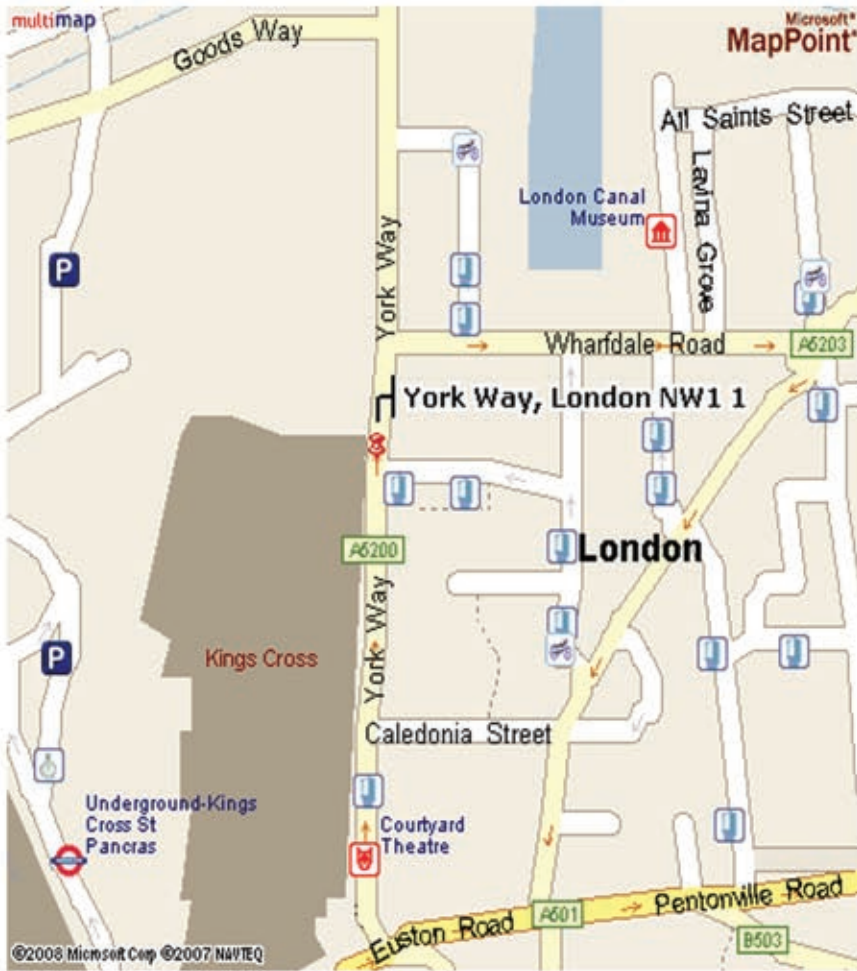 multimap
Microsoft®
MapPoint®
Goods Way
All Saints Street
London Canal
Museum
Lavina Grove
York Way
P
Wharfdale Road
A5203
York Way, London NW1 1
A5200
London
York Way
Kings Cross
P
Caledonia Street
Underground-Kings
Cross St
Pancras
Courtyard
Theatre
Euston Road
A501
Pentonville Road
B503
©2008 Microsoft Corp ©2007 NAVTEQ